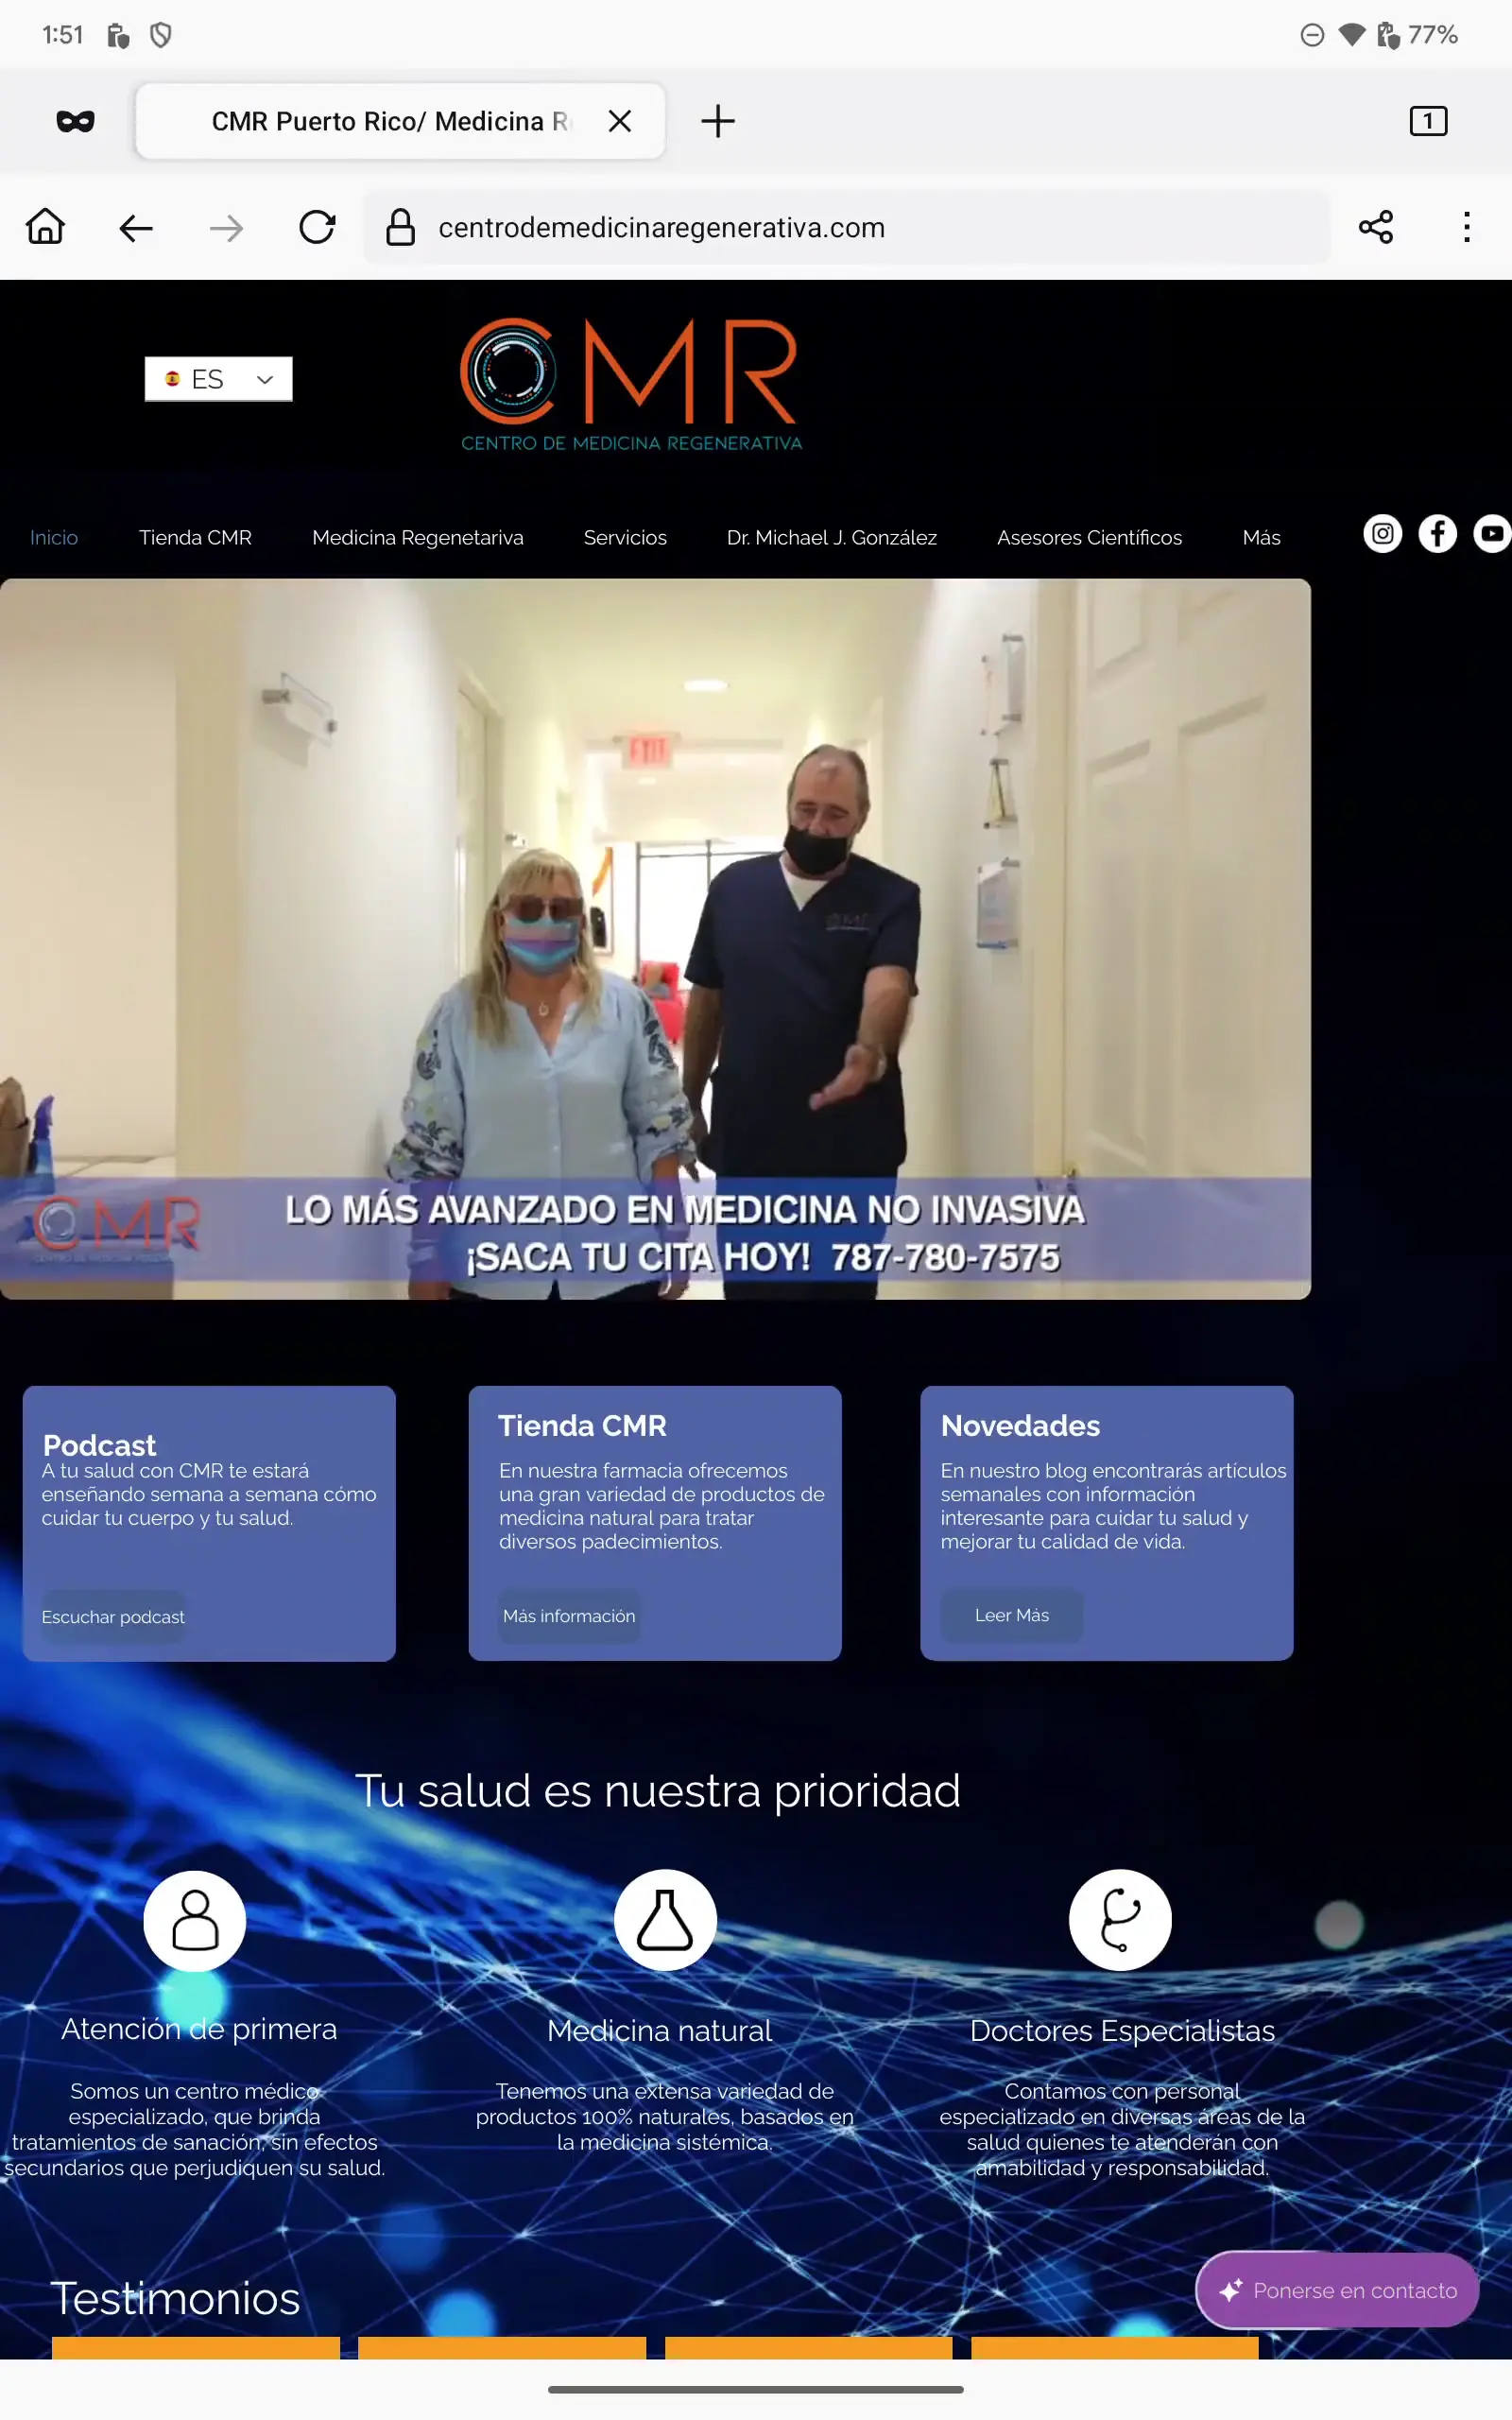 1:51
77%
CMR Puerto Rico/ Medicina R
1
centrodemedicinaregenerativa.com
ES
CMR
CENTRO DE MEDICINA REGENERATIVA
Inicio
Tienda CMR
Medicina Regenetariva
Servicios
Dr. Michael J. González
Asesores Científicos
Más
EXIT
CMR
LO MÁS AVANZADO EN MEDICINA NO INVASIVA
¡SACA TU CITA HOY! 787-780-7575
Podcast
A tu salud con CMR te estará
enseñando semana a semana cómo
cuidar tu cuerpo y tu salud.
Escuchar podcast
Tienda CMR
En nuestra farmacia ofrecemos
una gran variedad de productos de
medicina natural para tratar
diversos padecimientos.
Más información
Novedades
En nuestro blog encontrarás artículos
semanales con información
interesante para cuidar tu salud y
mejorar tu calidad de vida.
Leer Más
Tu salud es nuestra prioridad
Atención de primera
Somos un centro médico
especializado, que brinda
tratamientos de sanación, sin efectos
secundarios que perjudiquen su salud.
Medicina natural
Tenemos una extensa variedad de
productos 100% naturales, basados en
la medicina sistémica.
Doctores Especialistas
Contamos con personal
especializado en diversas áreas de la
salud quienes te atenderán con
amabilidad y responsabilidad.
Testimonios
Ponerse en contacto